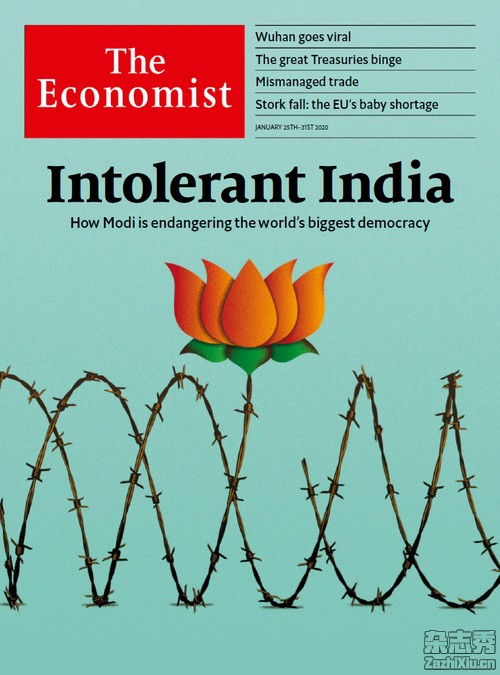 The
Economist
Wuhan goes viral
The great Treasuries binge
Mismanaged trade
Stork fall: the EU's baby shortage
JANUARY 25TH–31ST 2020
Intolerant India
How Modi is endangering the world's biggest democracy
杂志秀
ZazhiXiu.cn